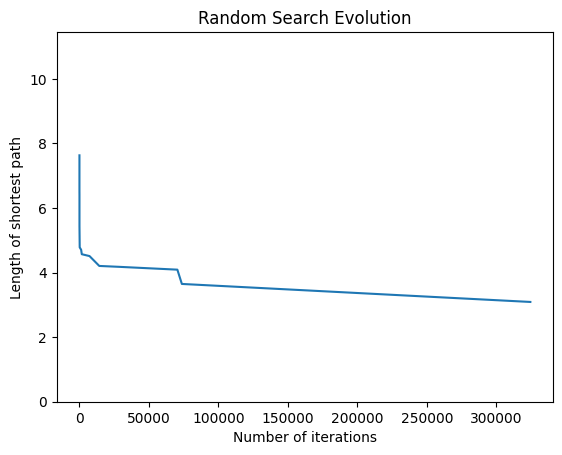 Random Search Evolution
Length of shortest path
10
8
6
4
2
0
0 50000 100000 150000 200000 250000 300000
Number of iterations